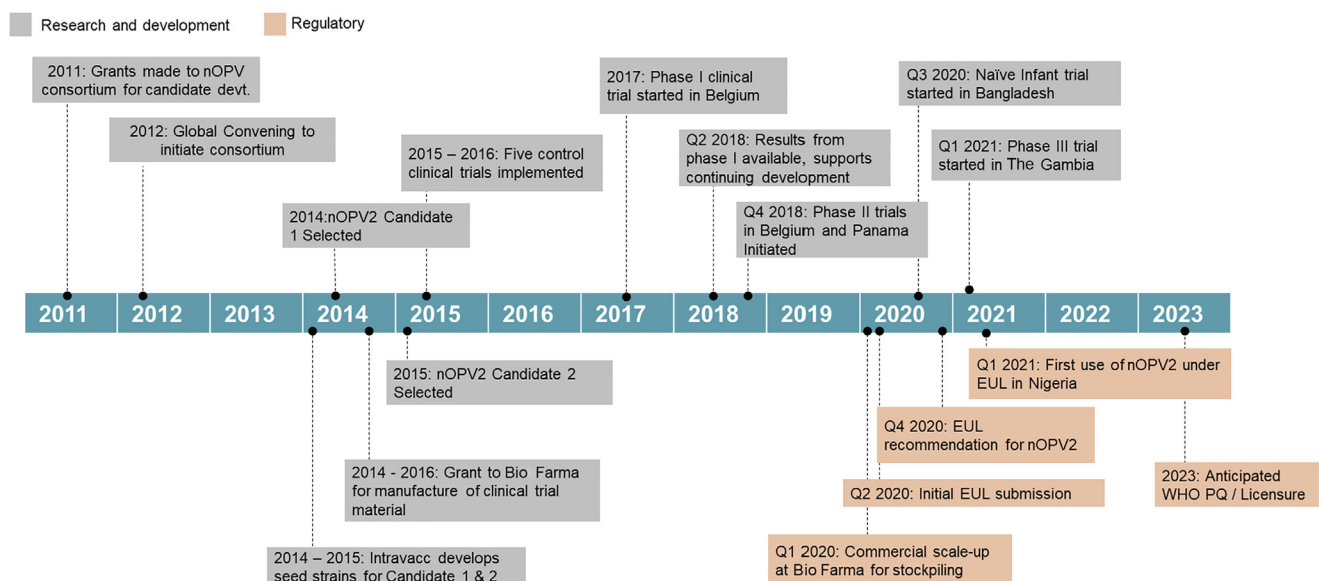 Research and development
Regulatory
2011: Grants made to nOPV
consortium for candidate devt.
2012: Global Convening to
initiate consortium
2014:nOPV2 Candidate
1 Selected
2015 – 2016: Five control
clinical trials implemented
2017: Phase I clinical
trial started in Belgium
Q2 2018: Results from
phase I available, supports
continuing development
Q4 2018: Phase II trials
in Belgium and Panama
Initiated
Q3 2020: Naïve Infant trial
started in Bangladesh
Q1 2021: Phase III trial
started in The Gambia
2011 2012 2013 2014 2015 2016 2017 2018 2019 2020 2021 2022 2023
2015: nOPV2 Candidate 2
Selected
2014 - 2016: Grant to Bio Farma
for manufacture of clinical trial
material
2014 – 2015: Intravacc develops
seed strains for Candidate 1 & 2
Q1 2021: First use of nOPV2 under
EUL in Nigeria
Q4 2020: EUL
recommendation for nOPV2
Q2 2020: Initial EUL submission
Q1 2020: Commercial scale-up
at Bio Farma for stockpiling
2023: Anticipated
WHO PQ / Licensure